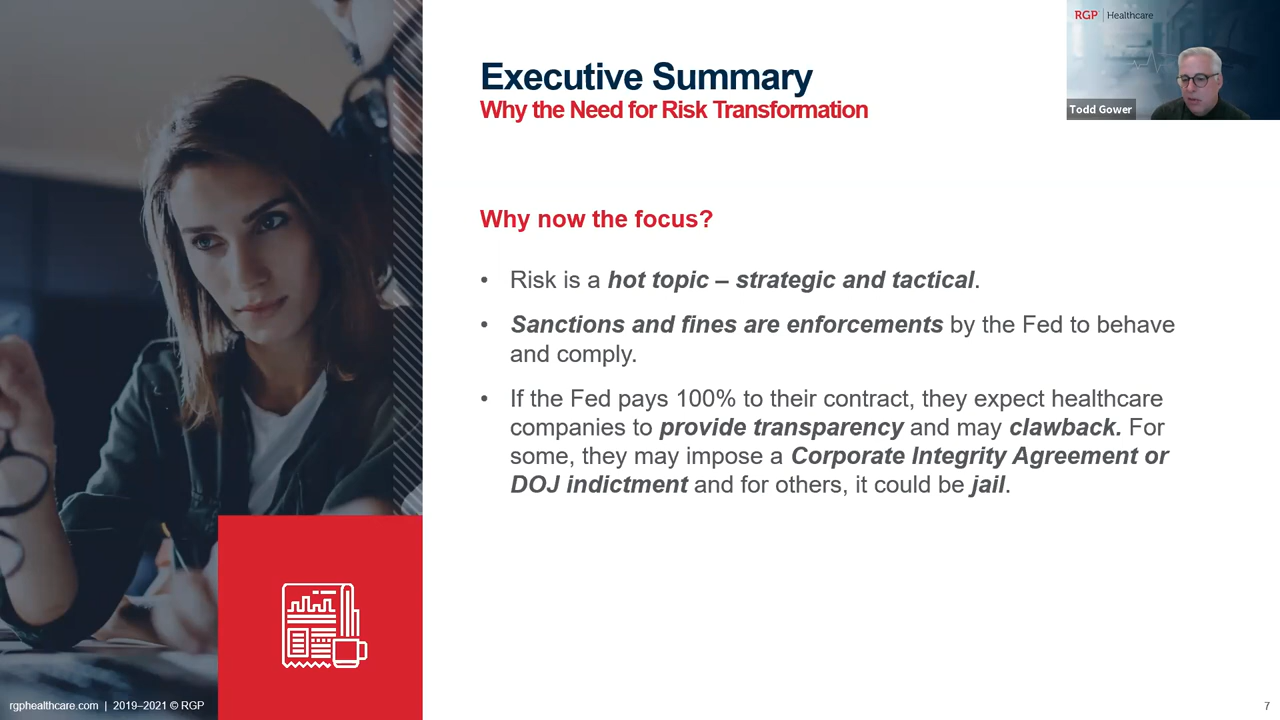 Executive Summary
Why the Need for Risk Transformation
RGP | Healthcare
Todd Gower
Why now the focus?
• Risk is a hot topic – strategic and tactical.
• Sanctions and fines are enforcements by the Fed to behave
and comply.
• If the Fed pays 100% to their contract, they expect healthcare
companies to provide transparency and may clawback. For
some, they may impose a Corporate Integrity Agreement or
DOJ indictment and for others, it could be jail.
rgphealthcare.com | 2019–2021 © RGP
7